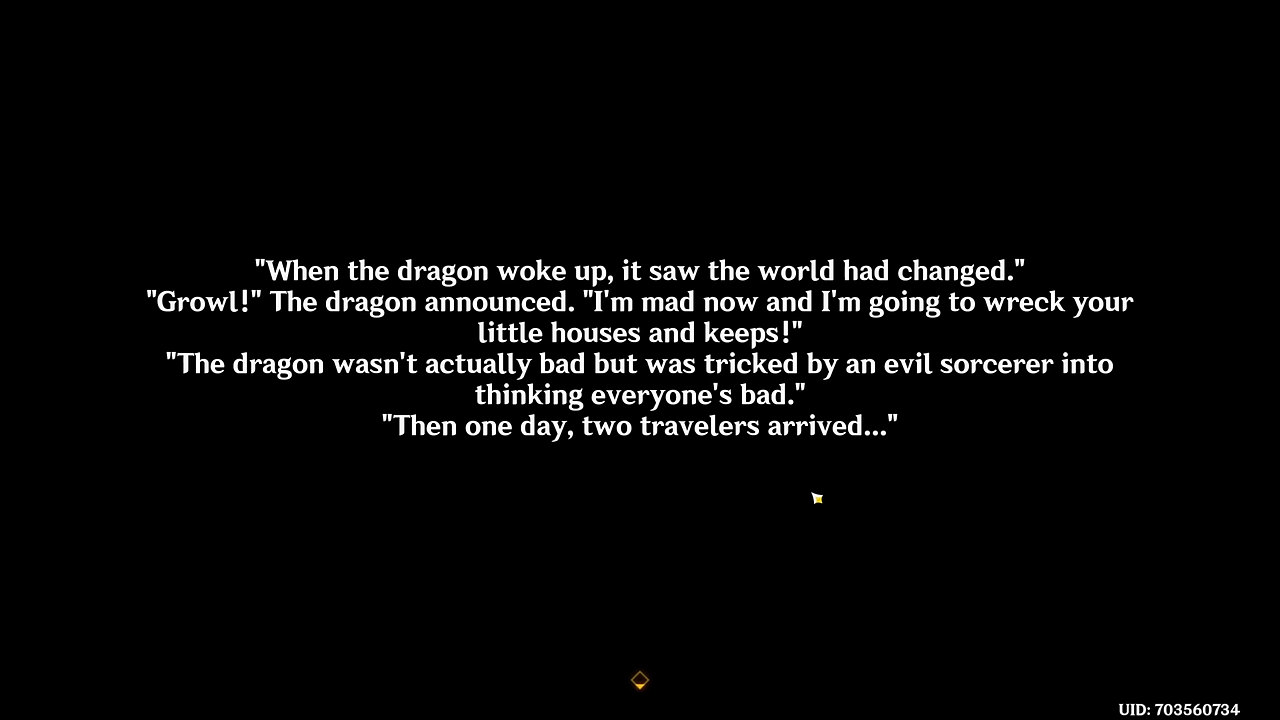 "When the dragon woke up, it saw the world had changed."
"Growl!" The dragon announced. "I'm mad now and I'm going to wreck your
little houses and keeps!"
"The dragon wasn't actually bad but was tricked by an evil sorcerer into
thinking everyone's bad."
"Then one day, two travelers arrived..."
UID: 703560734